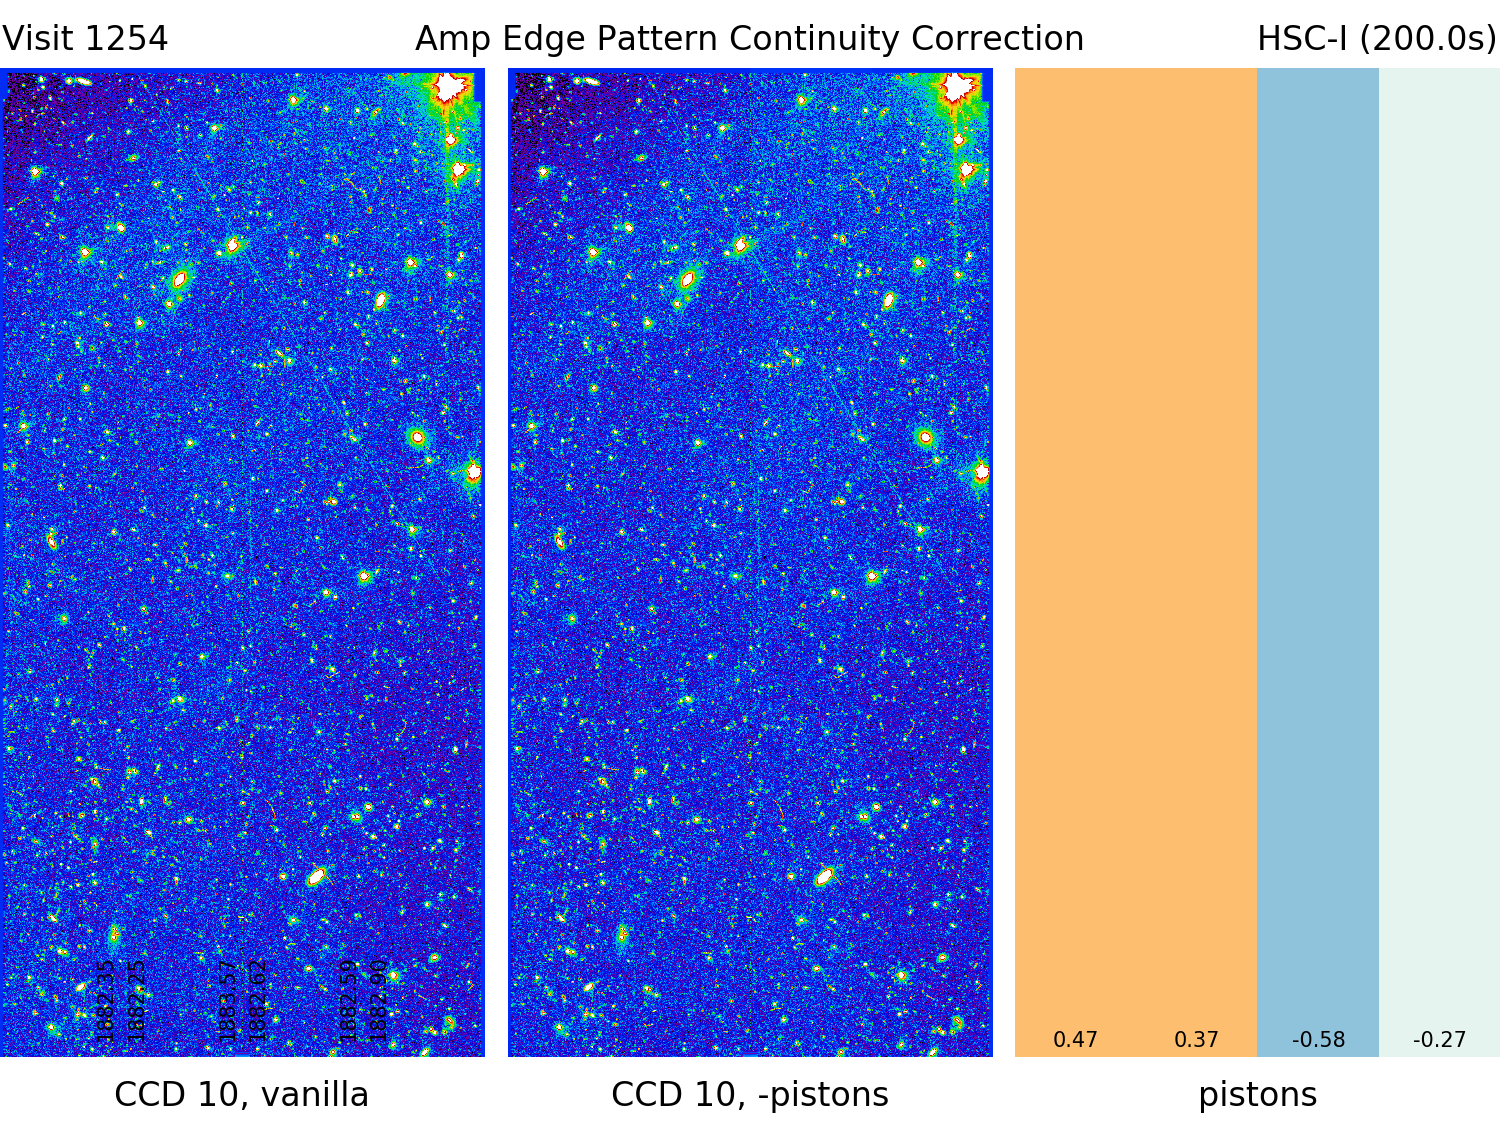 Visit 1254 Amp Edge Pattern Continuity Correction HSC-I (200.0s)
1882.35 1882.25 1883.57 1882.62 1882.59 1882.90
0.47 0.37 -0.58 -0.27
CCD 10, vanilla CCD 10, -pistons pistons